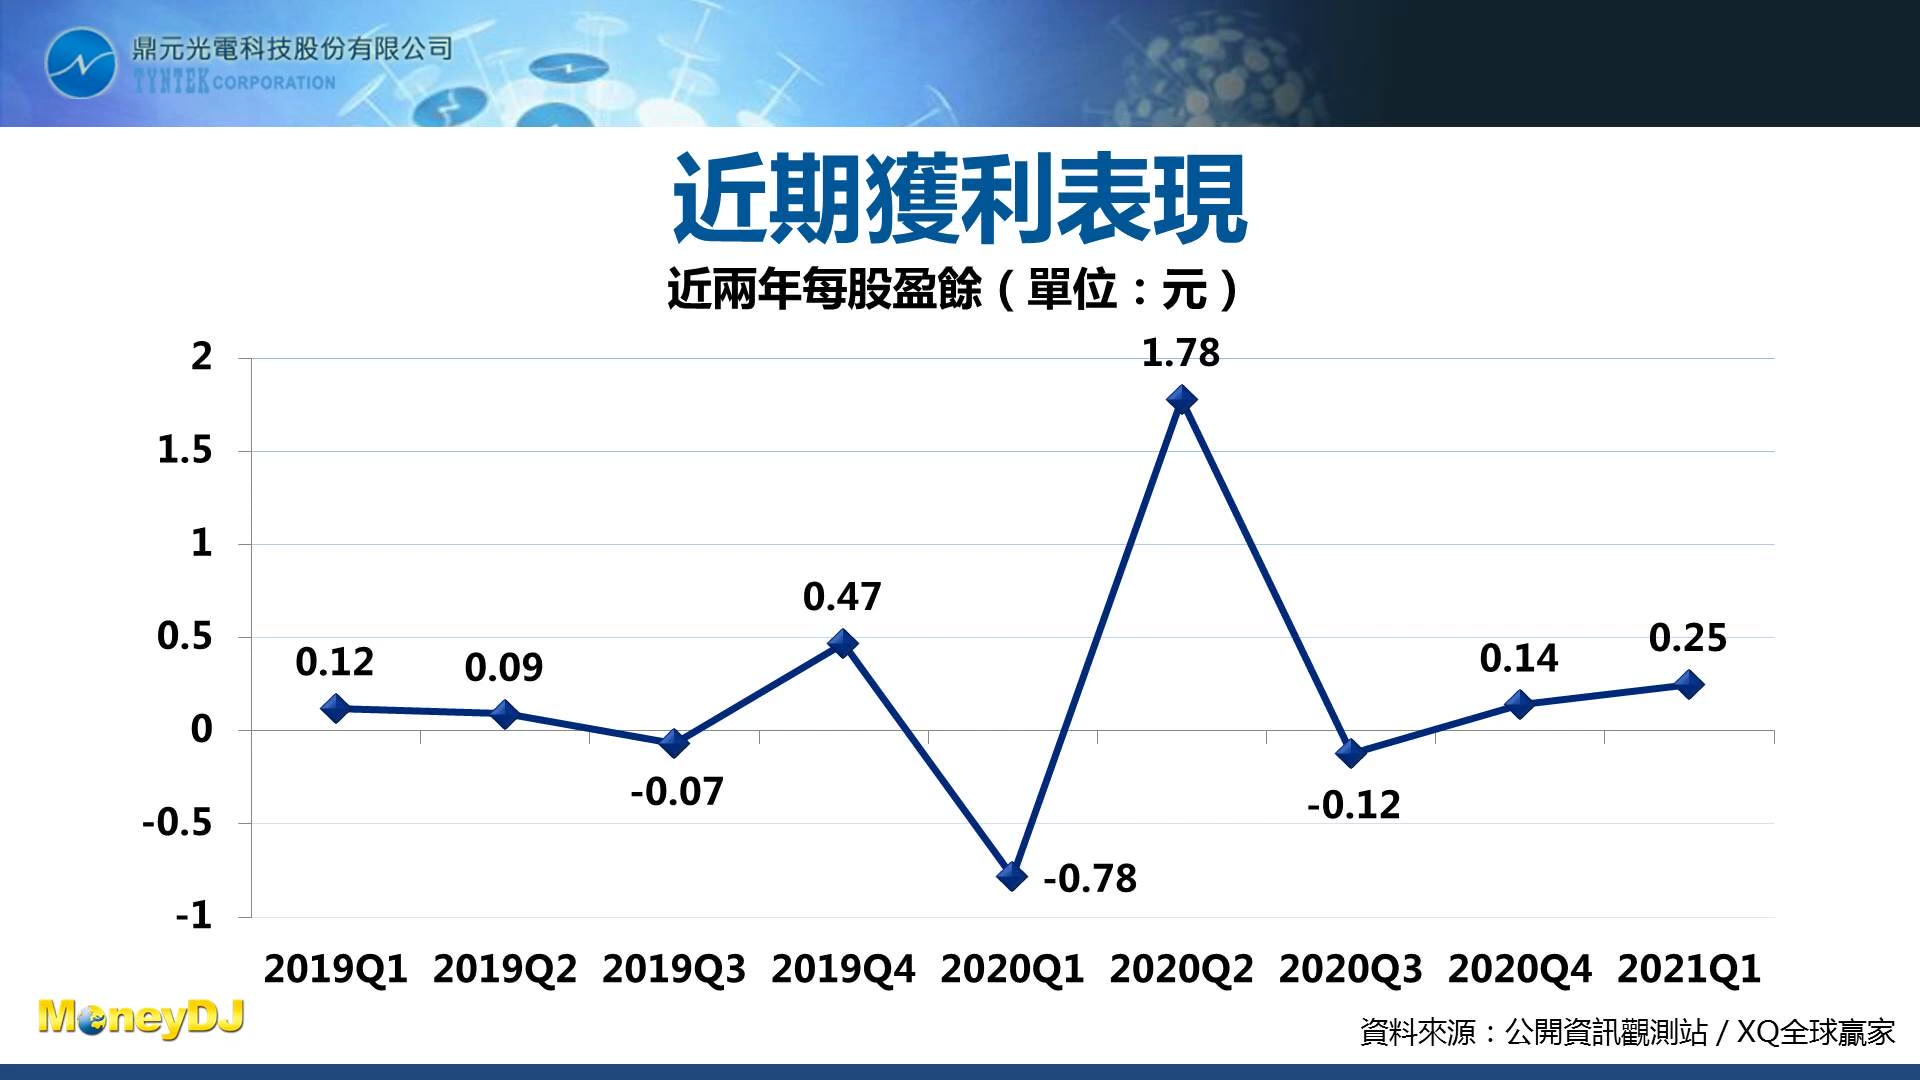 鼎元光電科技股份有限公司
TYNTEK CORPORATION
近期獲利表現
近兩年每股盈餘（單位：元）
2
1.5
1
0.5
0
-0.5
-1
0.12
0.09
-0.07
0.47
-0.78
1.78
-0.12
0.14
0.25
2019Q1 2019Q2 2019Q3 2019Q4 2020Q1 2020Q2 2020Q3 2020Q4 2021Q1
MoneyDJ
資料來源：公開資訊觀測站 / XQ全球贏家